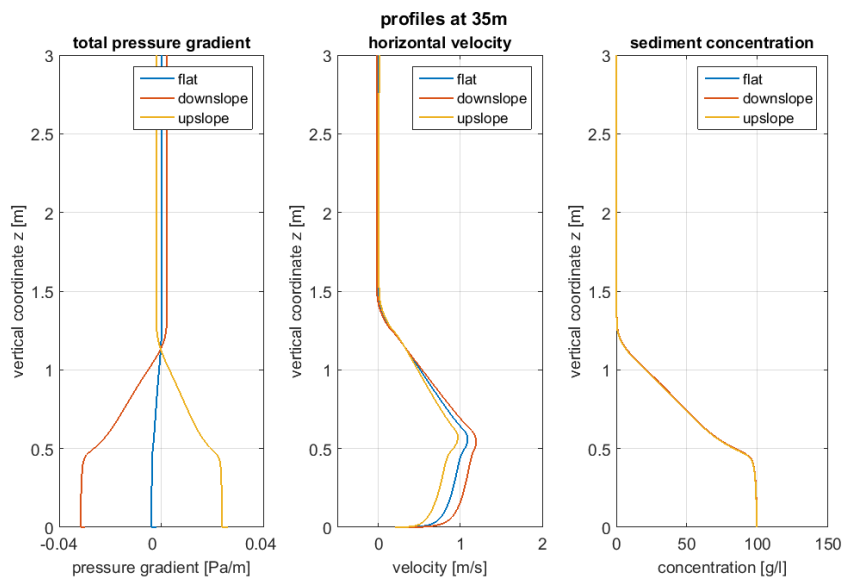 profiles at 35m
total pressure gradient
3
2.5
2
1.5
1
0.5
0
-0.04
0
0.04
vertical coordinate z [m]
pressure gradient [Pa/m]
flat
downslope
upslope
horizontal velocity
3
2.5
2
1.5
1
0.5
0
0
1
2
vertical coordinate z [m]
velocity [m/s]
flat
downslope
upslope
sediment concentration
3
2.5
2
1.5
1
0.5
0
0
50
100
150
vertical coordinate z [m]
concentration [g/l]
flat
downslope
upslope